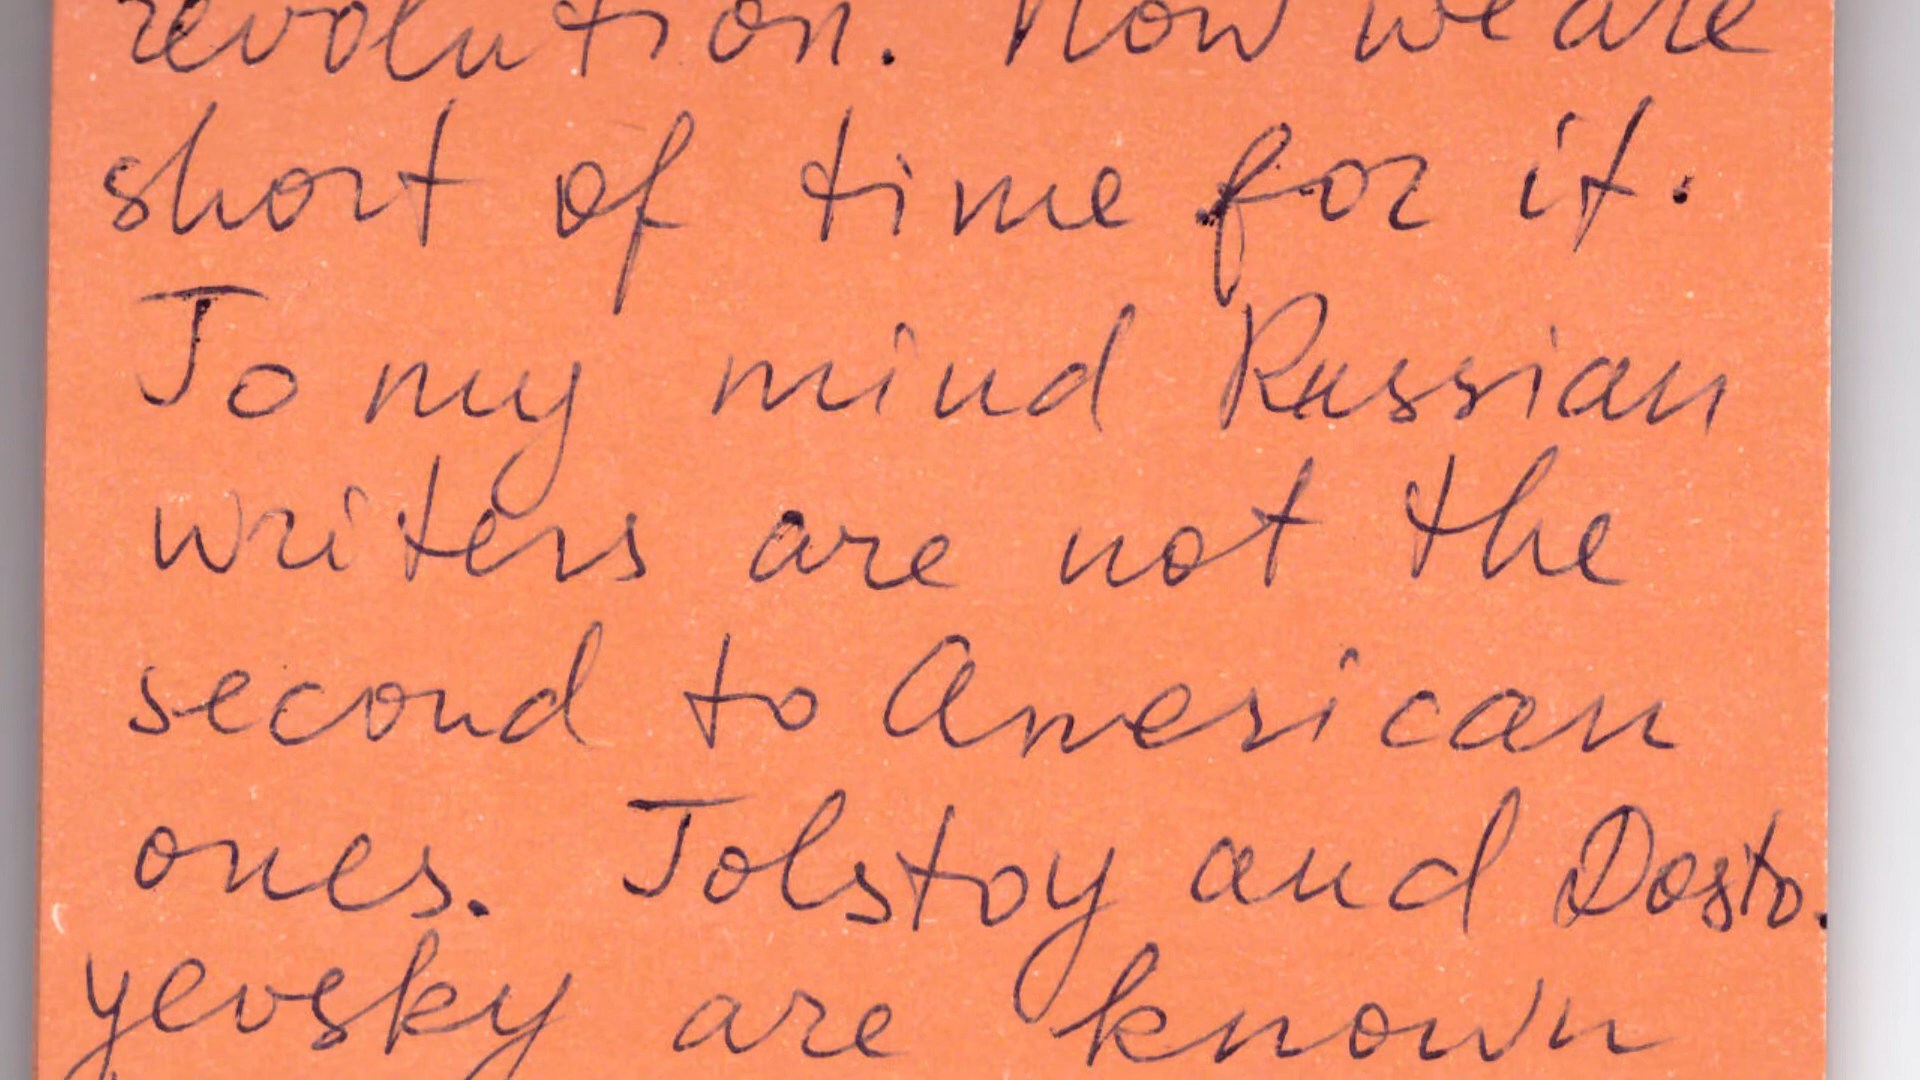 revolution. Now we are
short of time for it.
To my mind Russian
writers are not the
second to American
ones. Tolstoy and Dosto-
yevsky are known